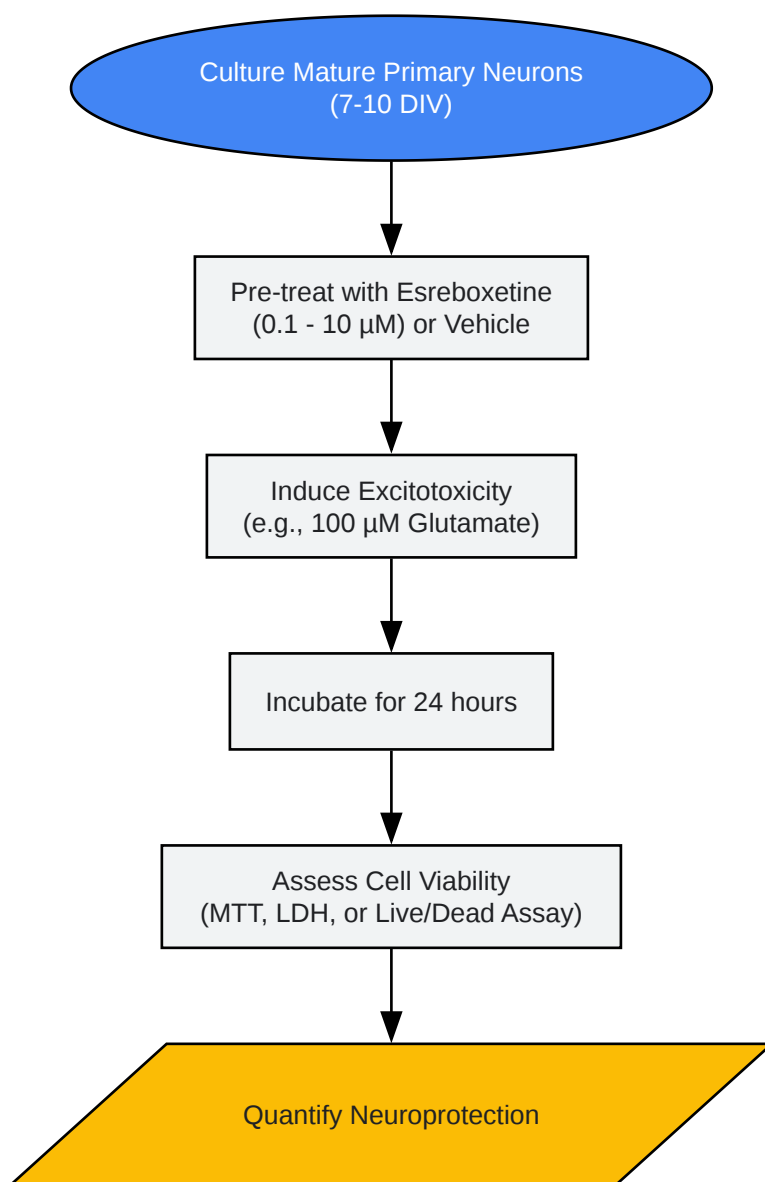 Culture Mature Primary Neurons
(7-10 DIV)
Pre-treat with Esreboxetine
(0.1 - 10 µM) or Vehicle
Induce Excitotoxicity
(e.g., 100 µM Glutamate)
Incubate for 24 hours
Assess Cell Viability
(MTT, LDH, or Live/Dead Assay)
Quantify Neuroprotection